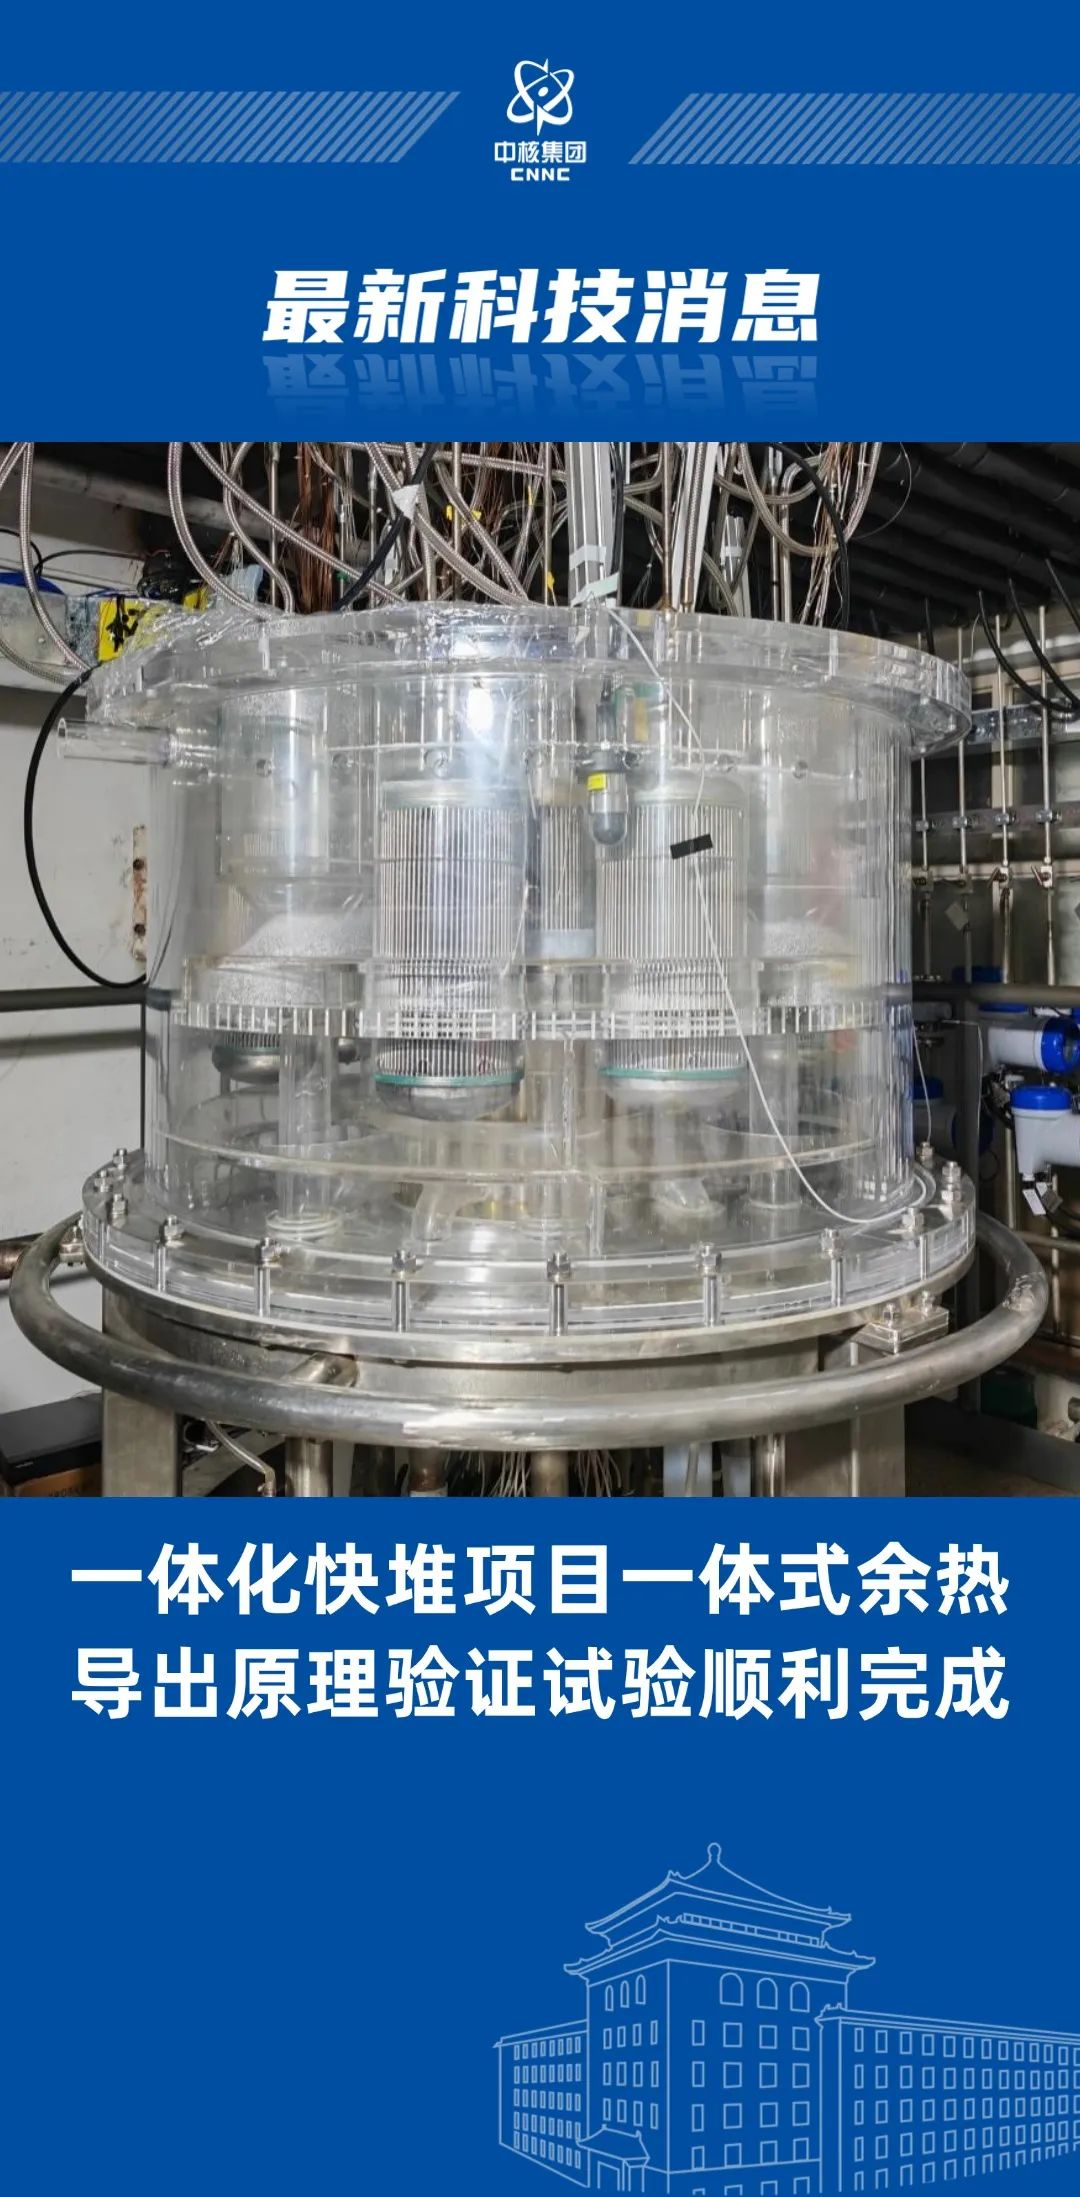 中核集团
CNNC
最新科技消息
一体化快堆项目一体式余热
导出原理验证试验顺利完成